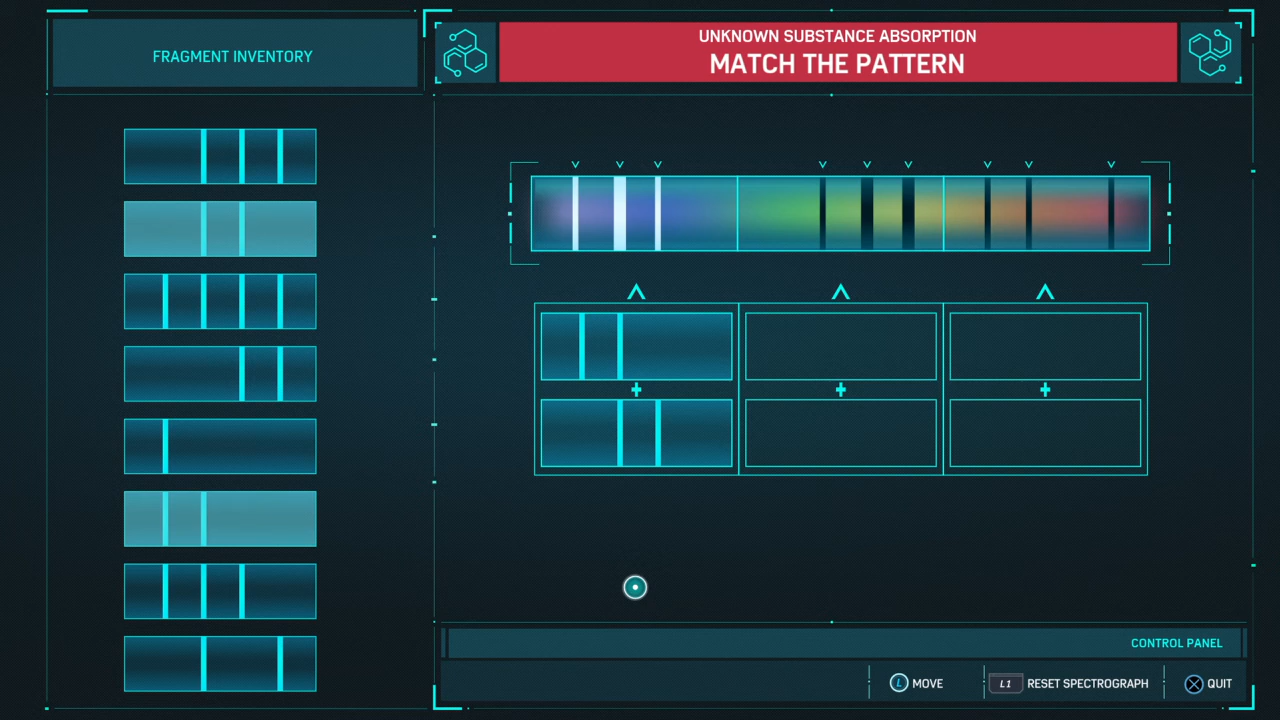 FRAGMENT INVENTORY
UNKNOWN SUBSTANCE ABSORPTION
MATCH THE PATTERN
CONTROL PANEL
L MOVE
L1 RESET SPECTROGRAPH
QUIT